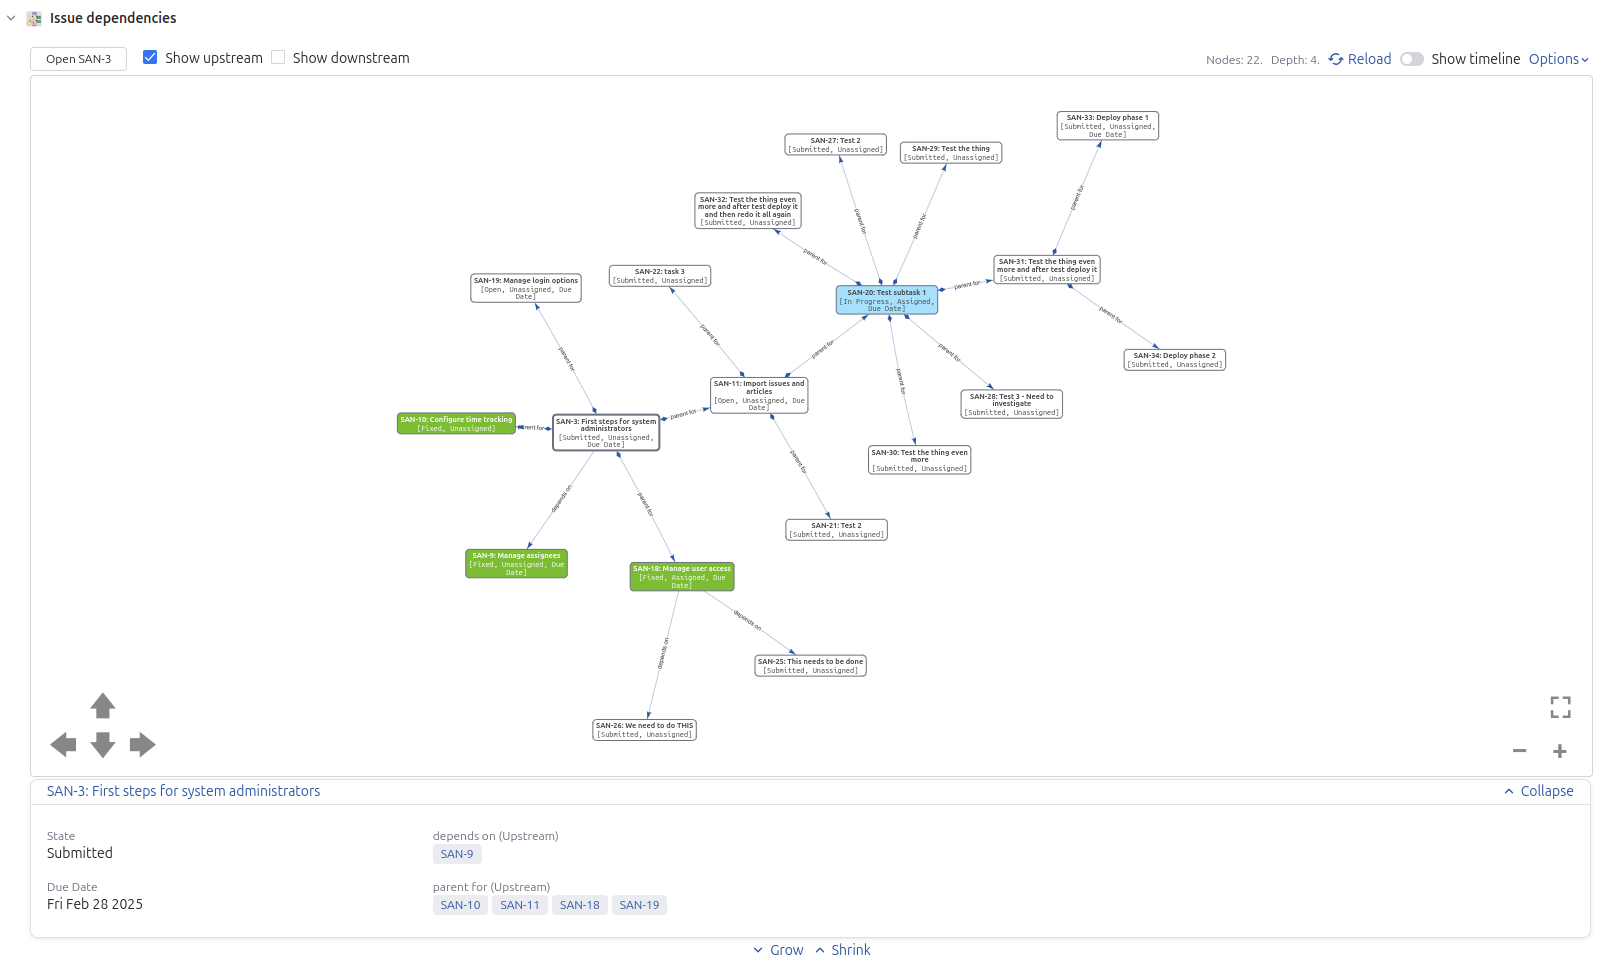 Issue dependencies
Open SAN-3
Show upstream
Show downstream
Nodes: 22. Depth: 4.
Reload
Show timeline
Options
SAN-33: Deploy phase 1
[Submitted, Unassigned,
Due Date]
SAN-27: Test 2
[Submitted, Unassigned]
SAN-29: Test the thing
[Submitted, Unassigned]
SAN-32: Test the thing even
more and after test deploy it
and then redo it all again
[Submitted, Unassigned]
parent for
parent for
parent for
parent for
SAN-31: Test the thing even
more and after test deploy it
[Submitted, Unassigned]
SAN-22: task 3
[Submitted, Unassigned]
SAN-19: Manage login options
[Open, Unassigned, Due
Date]
SAN-20: Test subtask 1
[In Progress, Assigned,
Due Date]
parent for
parent for
parent for
parent for
parent for
parent for
SAN-34: Deploy phase 2
[Submitted, Unassigned]
parent for
SAN-11: Import issues and
articles
[Open, Unassigned, Due
Date]
SAN-28: Test 3 - Need to
investigate
[Submitted, Unassigned]
SAN-10: Configure time tracking
[Fixed, Unassigned]
parent for
SAN-3: First steps for system
administrators
[Submitted, Unassigned,
Due Date]
parent for
SAN-30: Test the thing even
more
[Submitted, Unassigned]
parent for
depends on
parent for
SAN-21: Test 2
[Submitted, Unassigned]
SAN-9: Manage assignees
[Fixed, Unassigned, Due
Date]
SAN-18: Manage user access
[Fixed, Assigned, Due
Date]
depends on
depends on
SAN-25: This needs to be done
[Submitted, Unassigned]
SAN-26: We need to do THIS
[Submitted, Unassigned]
SAN-3: First steps for system administrators
Collapse
State
Submitted
Due Date
Fri Feb 28 2025
depends on (Upstream)
SAN-9
parent for (Upstream)
SAN-10 SAN-11 SAN-18 SAN-19
Grow
Shrink